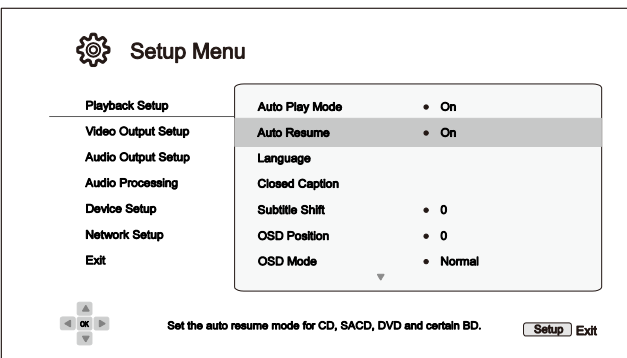 Setup Menu
Playback Setup
Video Output Setup
Audio Output Setup
Audio Processing
Device Setup
Network Setup
Exit
Auto Play Mode • On
Auto Resume • On
Language
Closed Caption
Subtitle Shift • 0
OSD Position • 0
OSD Mode • Normal
OK
Set the auto resume mode for CD, SACD, DVD and certain BD.
Setup Exit